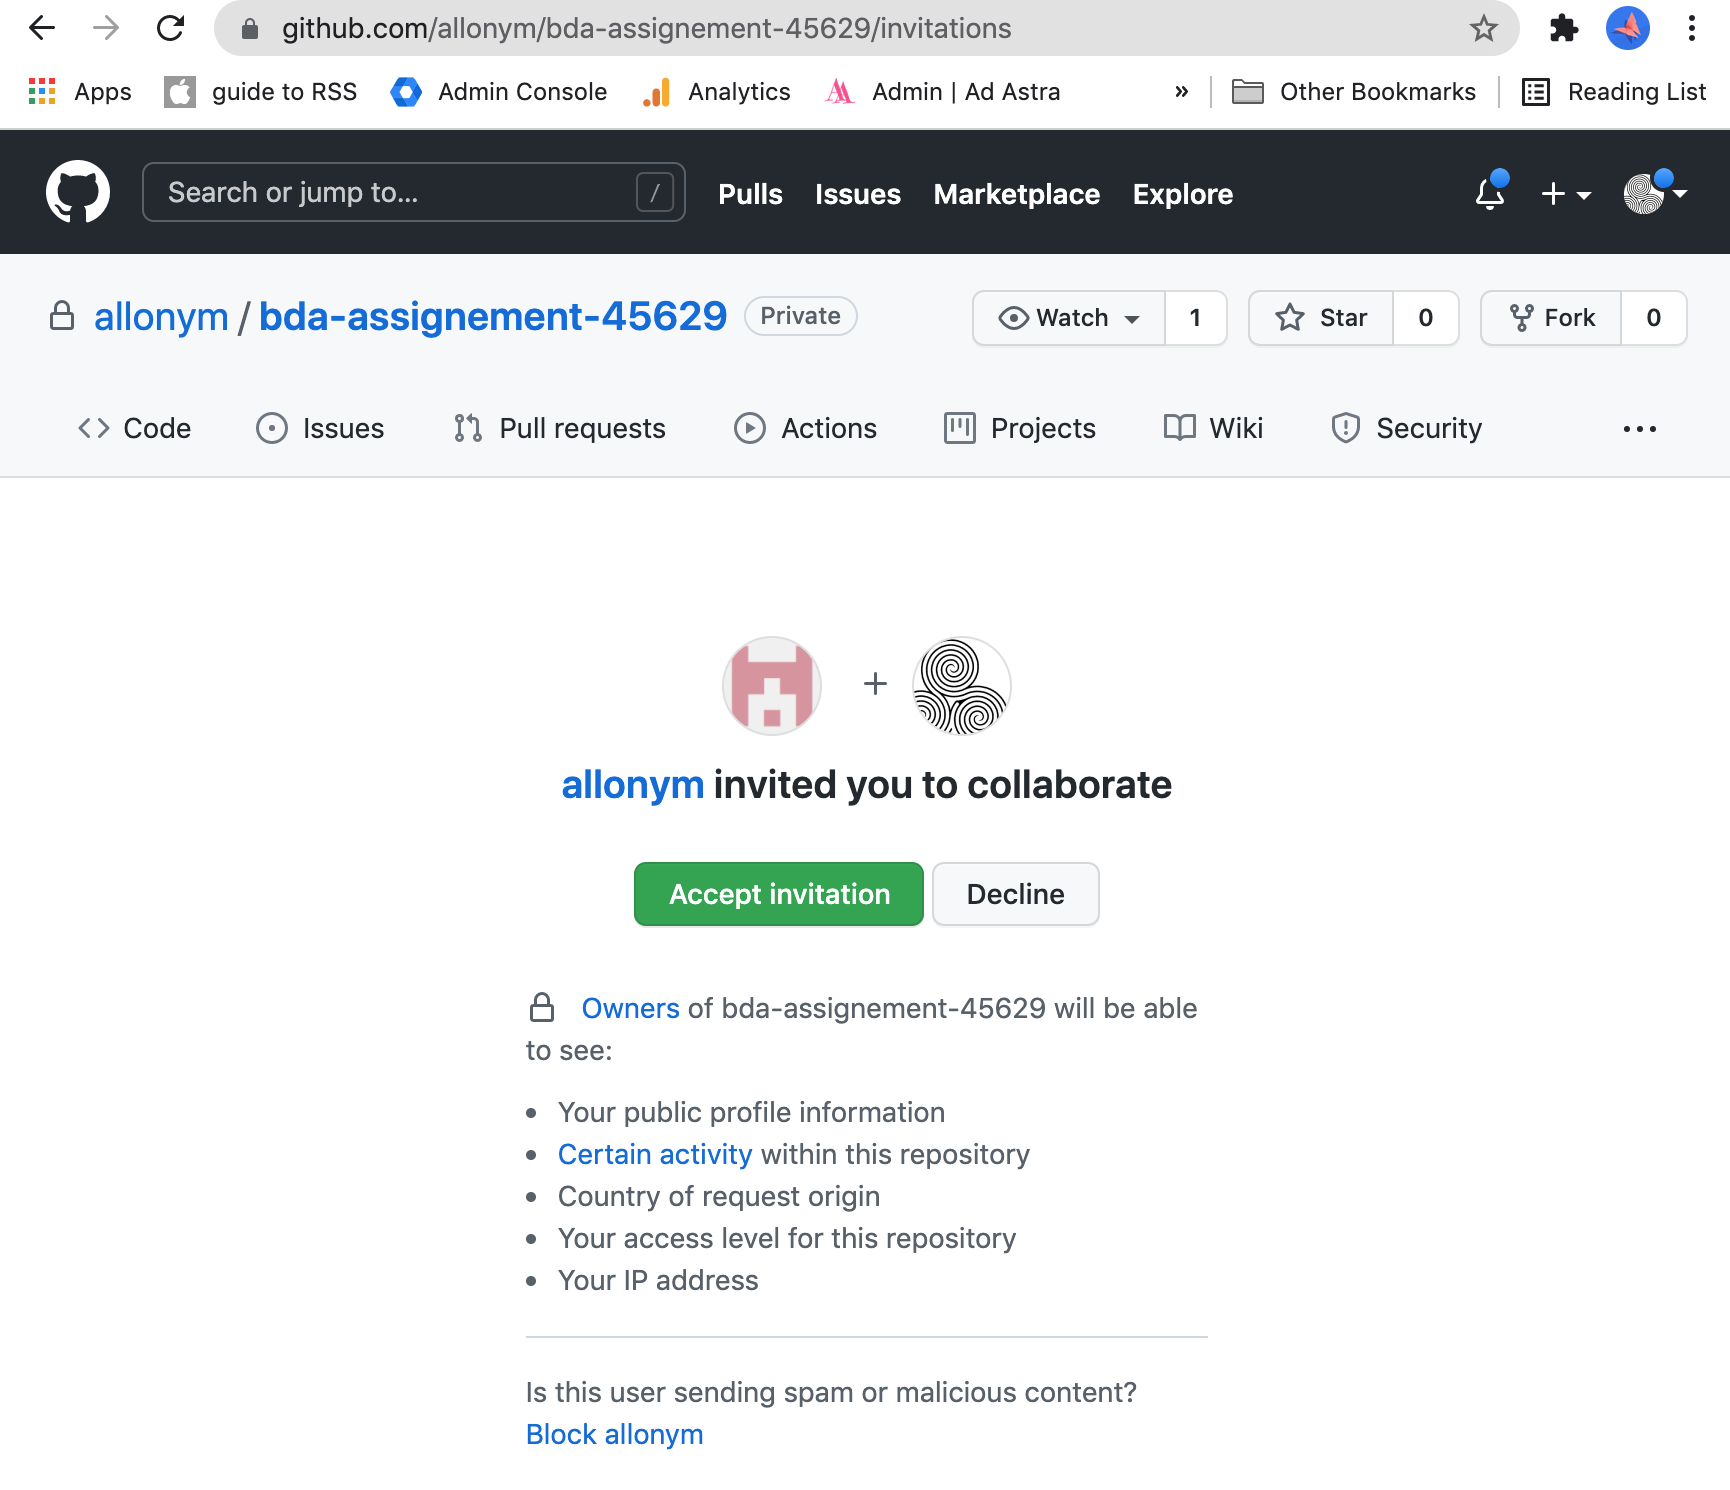 github.com/allonym/bda-assignement-45629/invitations
Apps guide to RSS Admin Console Analytics Admin | Ad Astra » Other Bookmarks Reading List
Search or jump to... / Pulls Issues Marketplace Explore
allonym / bda-assignement-45629 Private Watch 1 Star 0 Fork 0
Code Issues Pull requests Actions Projects Wiki Security ...
+
allonym invited you to collaborate
Accept invitation Decline
Owners of bda-assignement-45629 will be able
to see:
• Your public profile information
• Certain activity within this repository
• Country of request origin
• Your access level for this repository
• Your IP address
Is this user sending spam or malicious content?
Block allonym